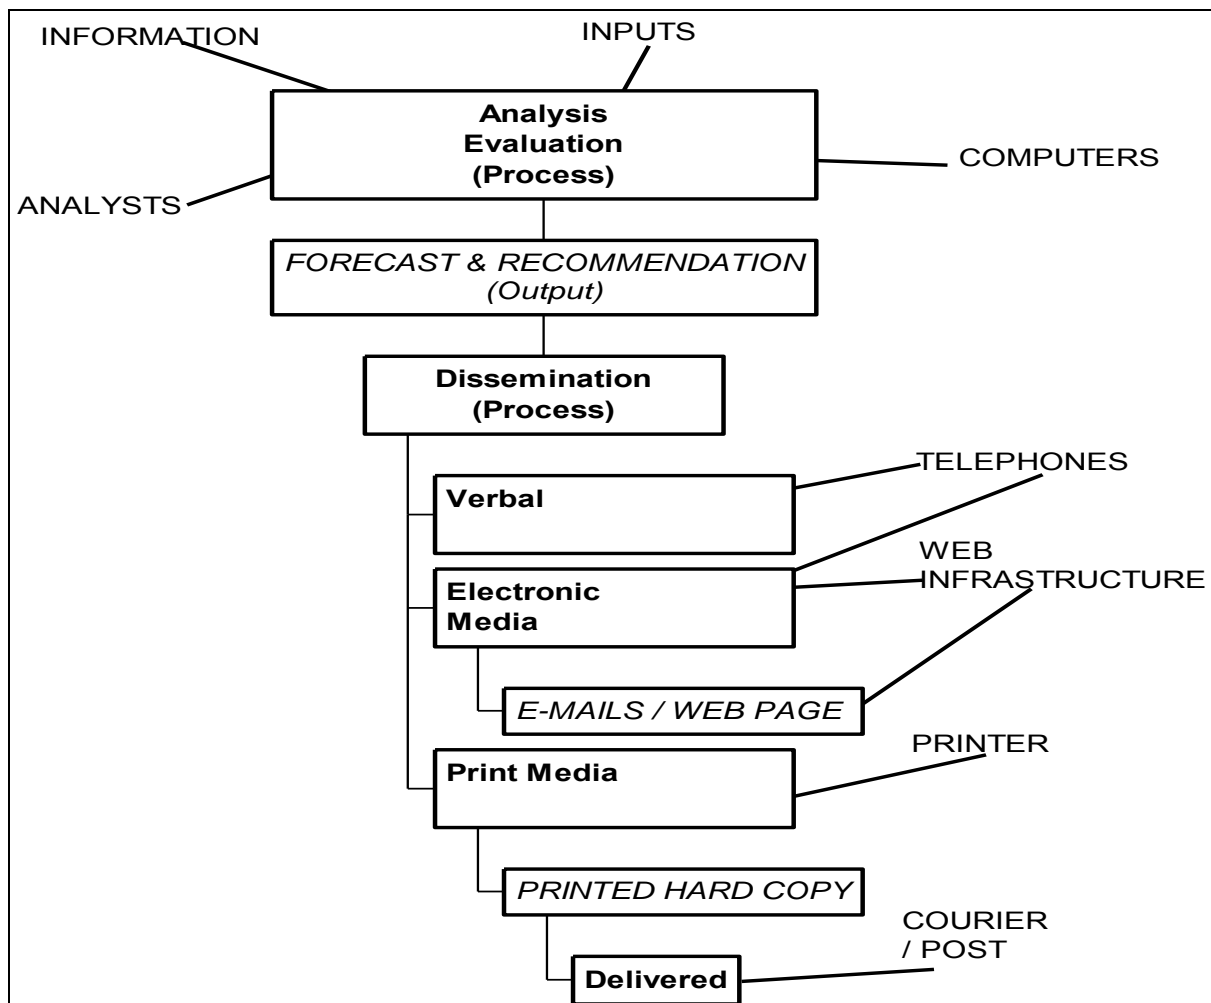 INFORMATION
INPUTS
Analysis
Evaluation
(Process)
COMPUTERS
ANALYSTS
FORECAST & RECOMMENDATION
(Output)
Dissemination
(Process)
TELEPHONES
Verbal
WEB
INFRASTRUCTURE
Electronic
Media
E-MAILS / WEB PAGE
PRINTER
Print Media
PRINTED HARD COPY
COURIER
/ POST
Delivered